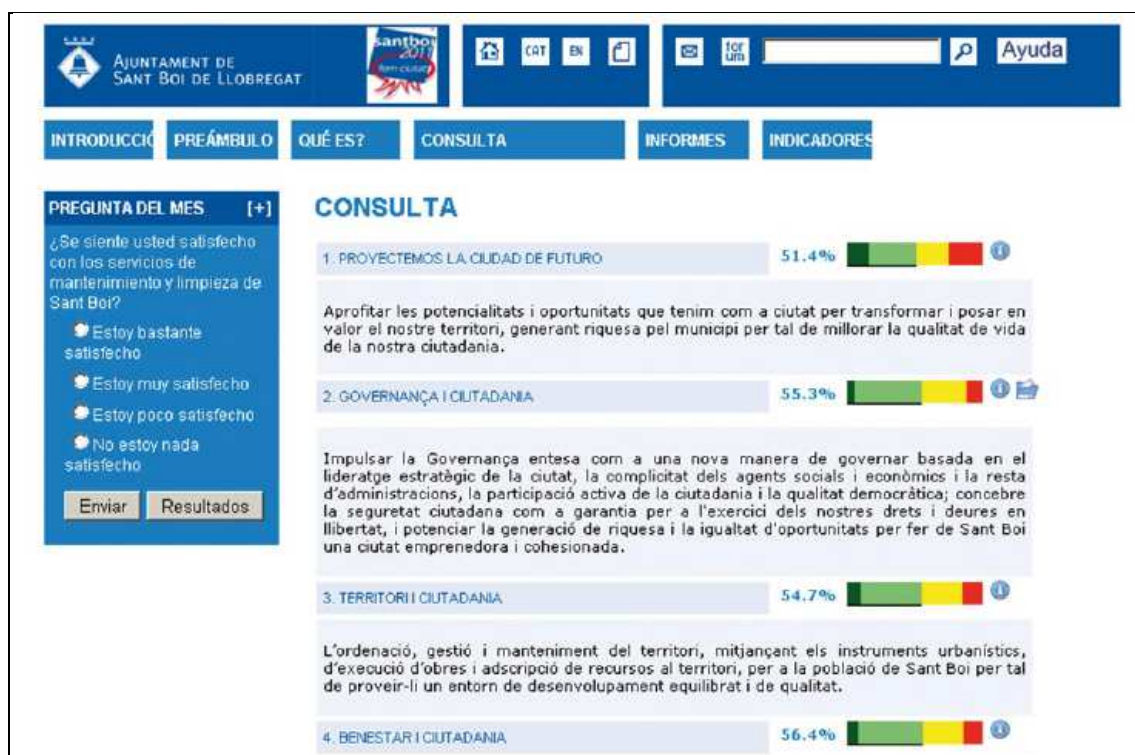 AJUNTAMENT DE
SANT BOI DE LLOBREGAT
santboi
2011
fem ciutat
CAT EN
for
um
Ayuda
INTRODUCCIÓ PREÁMBULO QUÉ ES? CONSULTA INFORMES INDICADORES
PREGUNTA DEL MES [+]
¿Se siente usted satisfecho
con los servicios de
mantenimiento y limpieza de
Sant Boi?
Estoy bastante
satisfecho
Estoy muy satisfecho
Estoy poco satisfecho
No estoy nada
satisfecho
Enviar Resultados
CONSULTA
1. PROYECTEMOS LA CIUDAD DE FUTURO 51.4%
Aprofitar les potencialitats i oportunitats que tenim com a ciutat per transformar i posar en
valor el nostre territori, generant riquesa pel municipi per tal de millorar la qualitat de vida
de la nostra ciutadania.
2. GOVERNANÇA I CIUTADANIA 55.3%
Impulsar la Governança entesa com a una nova manera de governar basada en el
lideratge estratègic de la ciutat, la complicitat dels agents socials i econòmics i la resta
d'administracions, la participació activa de la ciutadania i la qualitat democràtica; concebre
la seguretat ciutadana com a garantia per a l'exercici dels nostres drets i deures en
llibertat, i potenciar la generació de riquesa i la igualtat d'oportunitats per fer de Sant Boi
una ciutat emprenedora i cohesionada.
3. TERRITORI I CIUTADANIA 54.7%
L'ordenació, gestió i manteniment del territori, mitjançant els instruments urbanístics,
d'execució d'obres i adscripció de recursos al territori, per a la població de Sant Boi per tal
de proveir-li un entorn de desenvolupament equilibrat i de qualitat.
4. BENESTAR I CIUTADANIA 56.4%